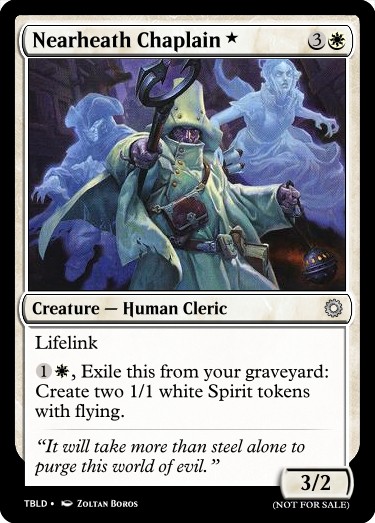 Nearheath Chaplain ★ 3
Creature — Human Cleric
Lifelink
1, Exile this from your graveyard:
Create two 1/1 white Spirit tokens
with flying.
“It will take more than steel alone to
purge this world of evil.”
3/2
TBLD • Zoltan Boros
(NOT FOR SALE)